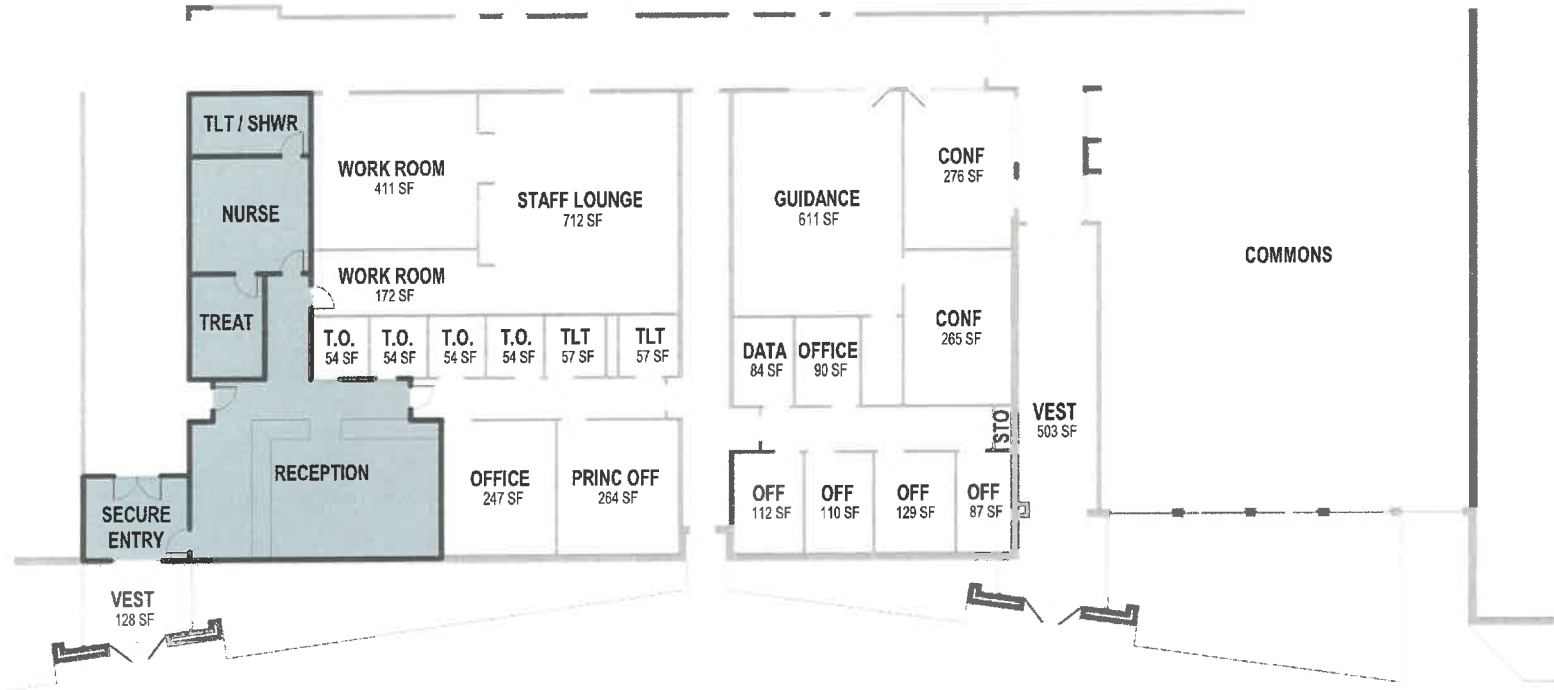 TLT / SHWR
NURSE
TREAT
WORK ROOM
411 SF
WORK ROOM
172 SF
STAFF LOUNGE
712 SF
T.O.
54 SF
T.O.
54 SF
T.O.
54 SF
T.O.
54 SF
TLT
57 SF
TLT
57 SF
RECEPTION
SECURE
ENTRY
VEST
128 SF
OFFICE
247 SF
PRINC OFF
264 SF
GUIDANCE
611 SF
CONF
276 SF
CONF
265 SF
DATA
84 SF
OFFICE
90 SF
STO
OFF
112 SF
OFF
110 SF
OFF
129 SF
OFF
87 SF
VEST
503 SF
COMMONS